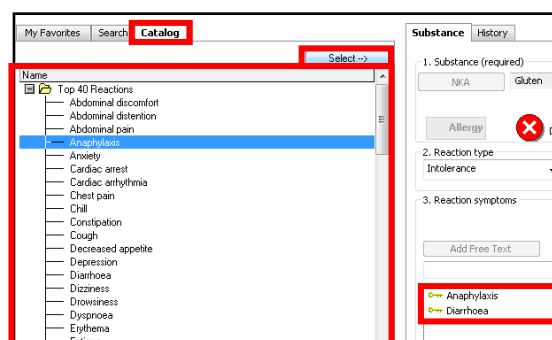 My Favorites Search Catalog
Select -->
Name
Top 40 Reactions
Abdominal discomfort
Abdominal distention
Abdominal pain
Anaphylaxis
Anxiety
Cardiac arrest
Cardiac arrhythmia
Chest pain
Chill
Constipation
Cough
Decreased appetite
Depression
Diarrhoea
Dizziness
Drowsiness
Dyspnoea
Erythema
Substance History
1. Substance (required)
NKA Gluten
Allergy
2. Reaction type
Intolerance
3. Reaction symptoms
Add Free Text
Anaphylaxis
Diarrhoea